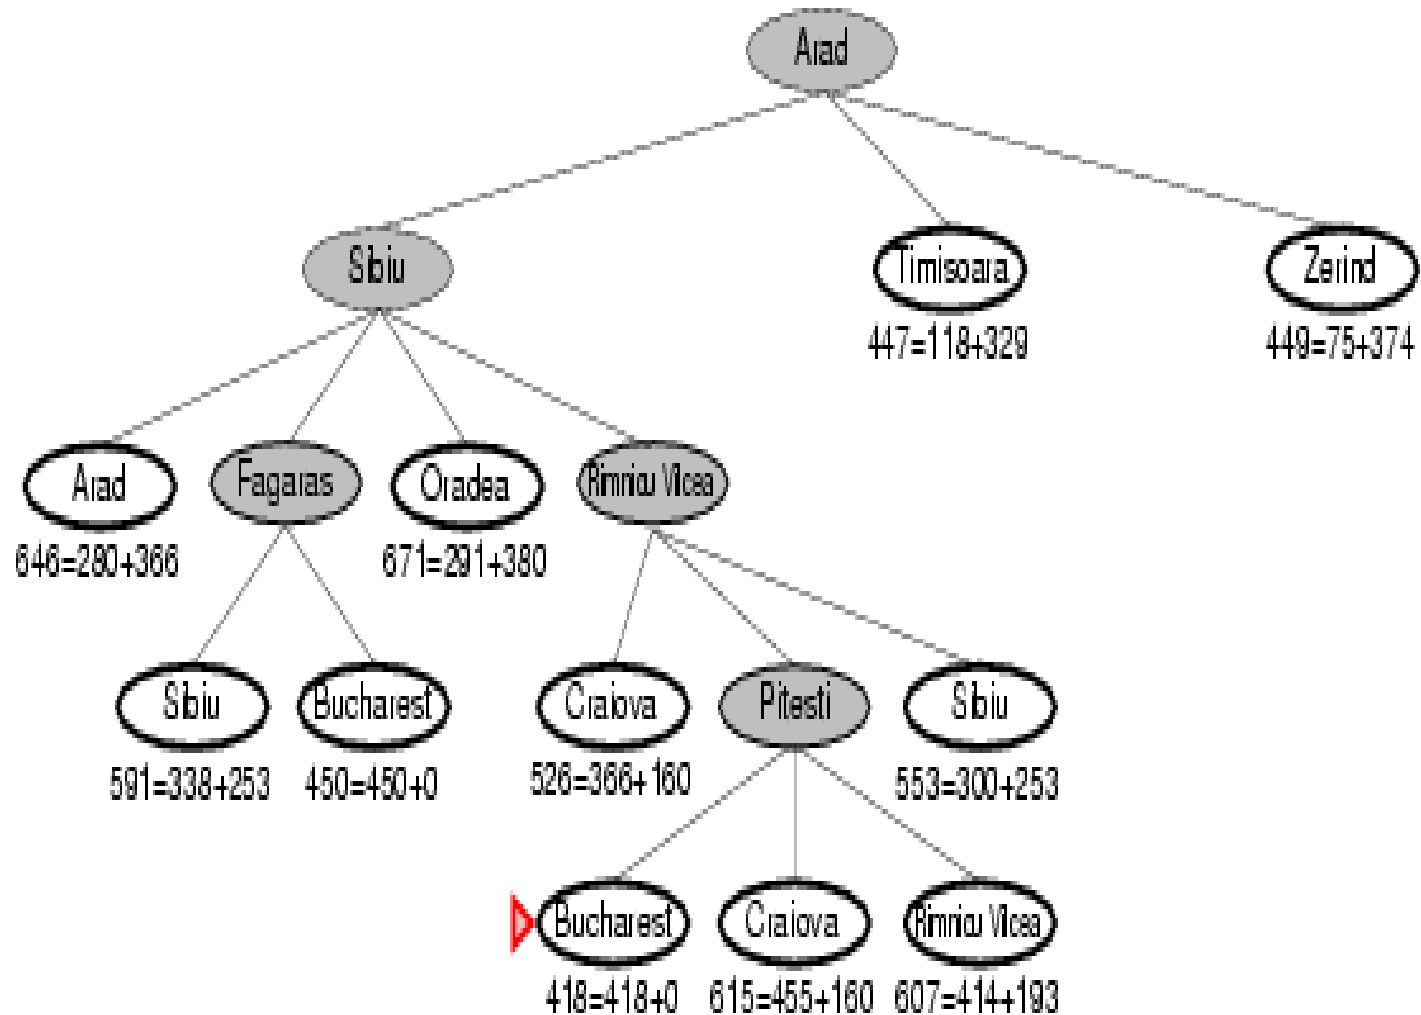 Arad
Sibiu
Timisoara
Zerind
447=118+329
449=75+374
Arad
Fagaras
Oradea
Rimnicu Vilcea
646=280+366
671=291+380
Sibiu
Bucharest
Craiova
Pitesti
Sibiu
591=338+253
450=450+0
526=366+160
553=300+253
Bucharest
Craiova
Rimnicu Vilcea
418=418+0
615=455+160
607=414+193